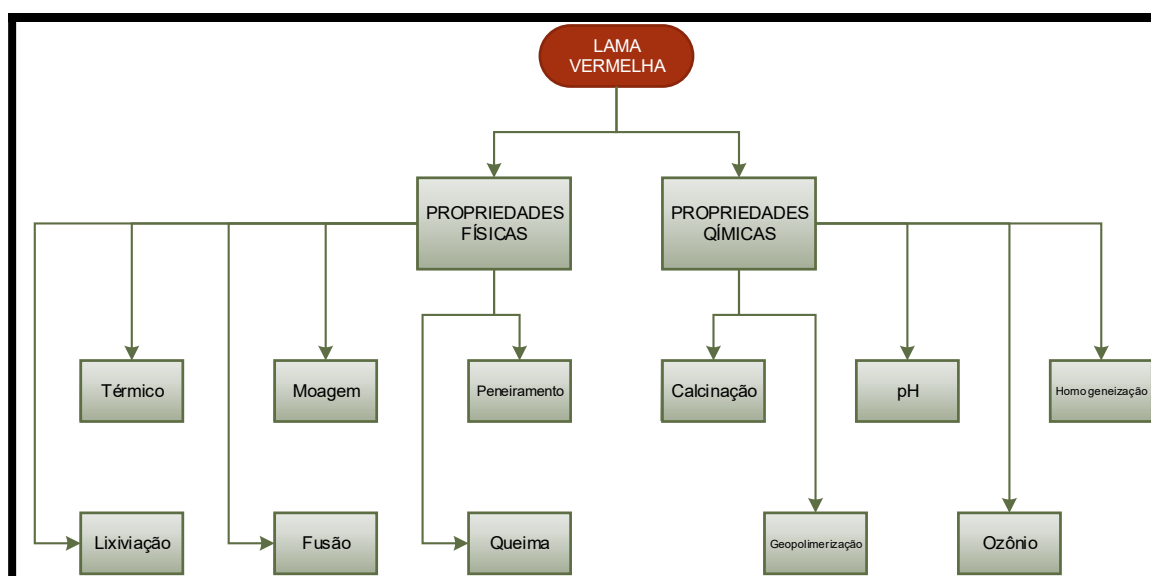 LAMA
VERMELHA
PROPRIEDADES
FÍSICAS
PROPRIEDADES
QÍMICAS
Térmico
Moagem
Peneiramento
Calcinação
pH
Homogeneização
Lixiviação
Fusão
Queima
Geopolimerização
Ozônio